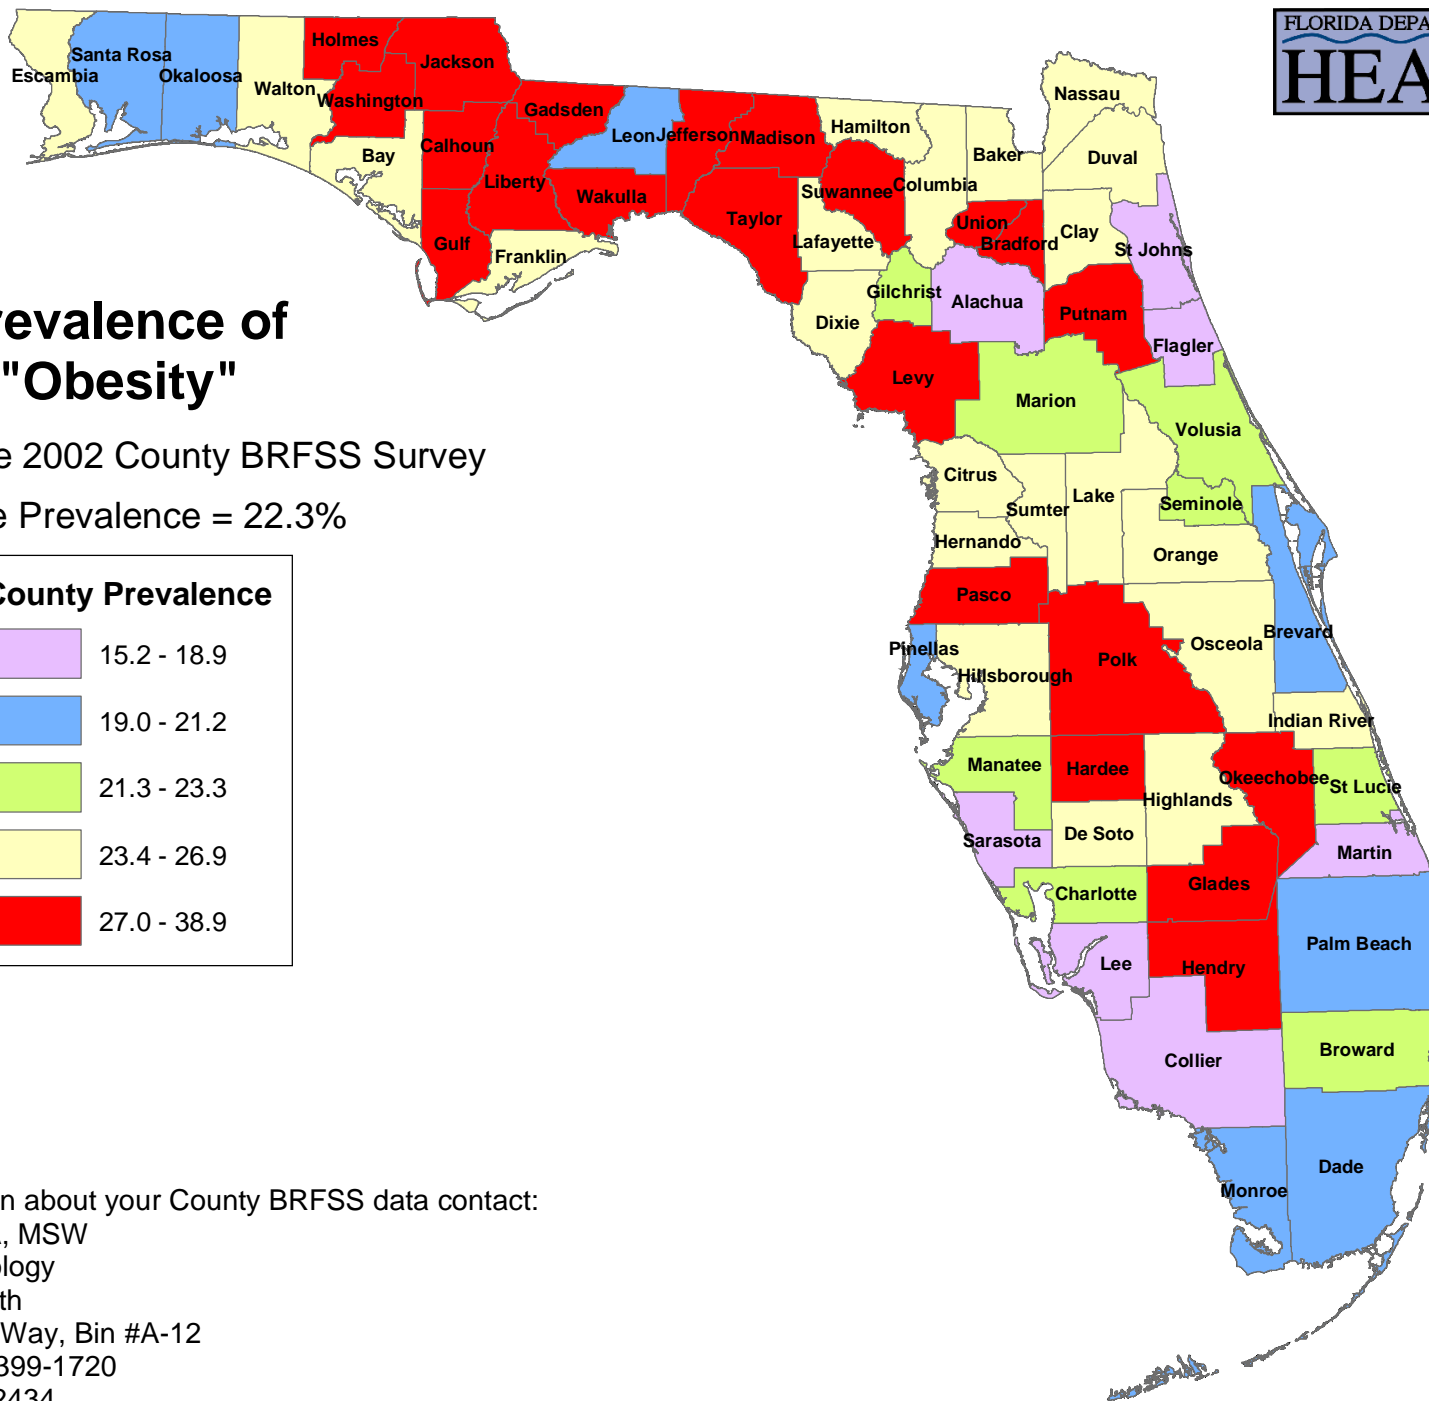 FLORIDA DEPA
HEA
Escambia
Santa Rosa
Okaloosa
Walton
Holmes
Jackson
Washington
Bay
Calhoun
Gadsden
Liberty
Gulf
Franklin
Leon
Wakulla
Jefferson
Madison
Taylor
Hamilton
Suwannee
Lafayette
Columbia
Baker
Nassau
Duval
Union
Bradford
Clay
St Johns
Gilchrist
Alachua
Putnam
Flagler
Dixie
Levy
Marion
Volusia
Citrus
Sumter
Lake
Seminole
Hernando
Orange
Pasco
Pinellas
Hillsborough
Polk
Osceola
Brevard
Indian River
Manatee
Hardee
Highlands
Okeechobee
St Lucie
Sarasota
De Soto
Martin
Charlotte
Glades
Lee
Hendry
Palm Beach
Collier
Broward
Monroe
Dade
revalence of
"Obesity"
e 2002 County BRFSS Survey
e Prevalence = 22.3%
County Prevalence
15.2 - 18.9
19.0 - 21.2
21.3 - 23.3
23.4 - 26.9
27.0 - 38.9
n about your County BRFSS data contact:
, MSW
ology
th
Way, Bin #A-12
399-1720
2434